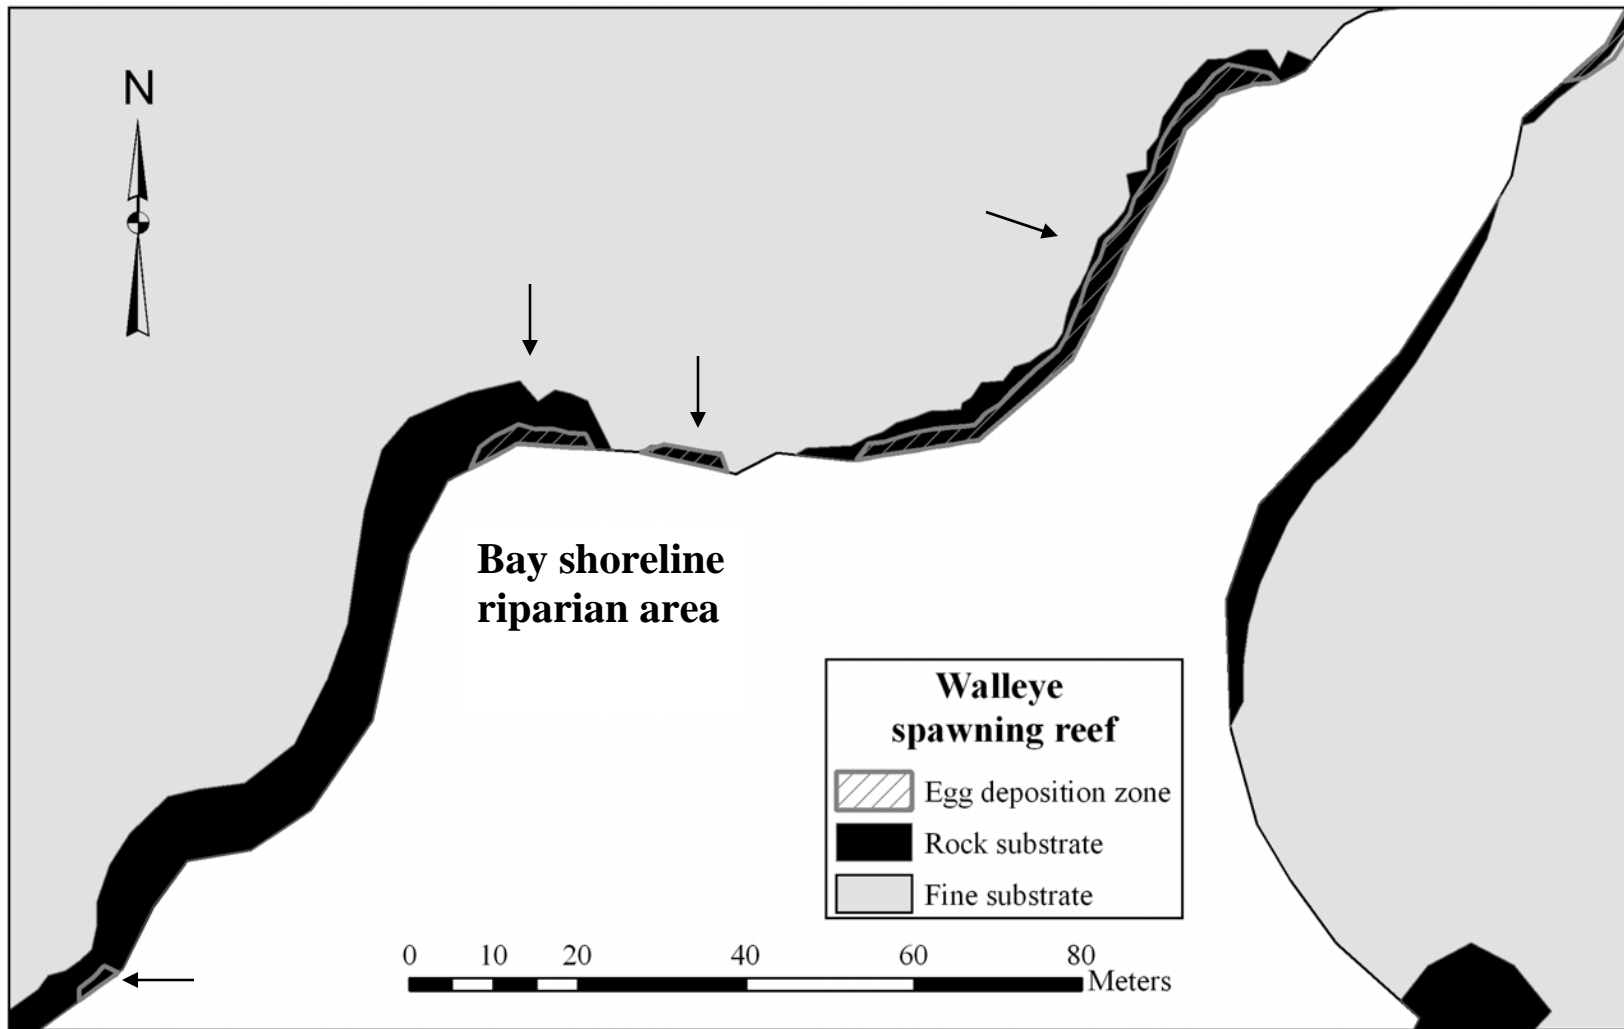 N
Bay shoreline
riparian area
Walleye
spawning reef
Egg deposition zone
Rock substrate
Fine substrate
0 10 20 40 60 80
Meters